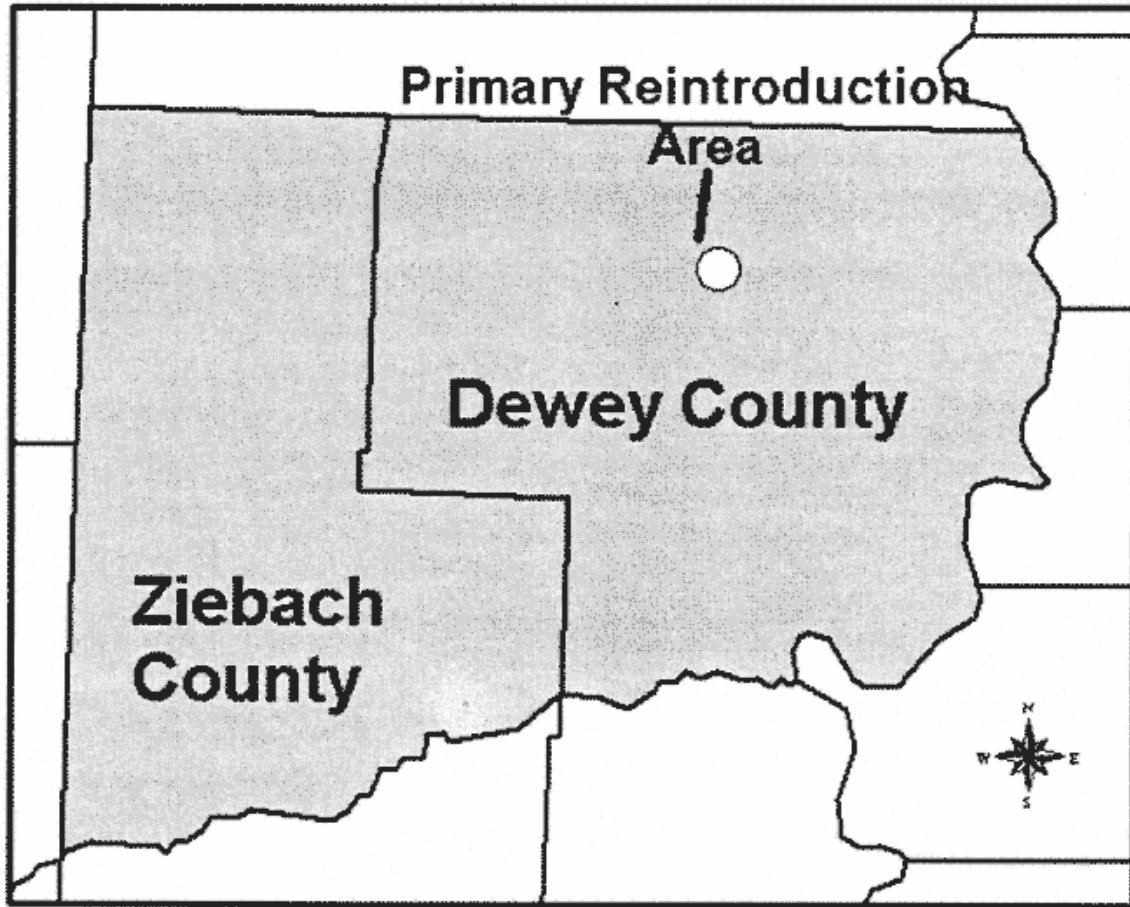 Primary Reintroduction
Area
Dewey County
Ziebach
County
N
W E
S